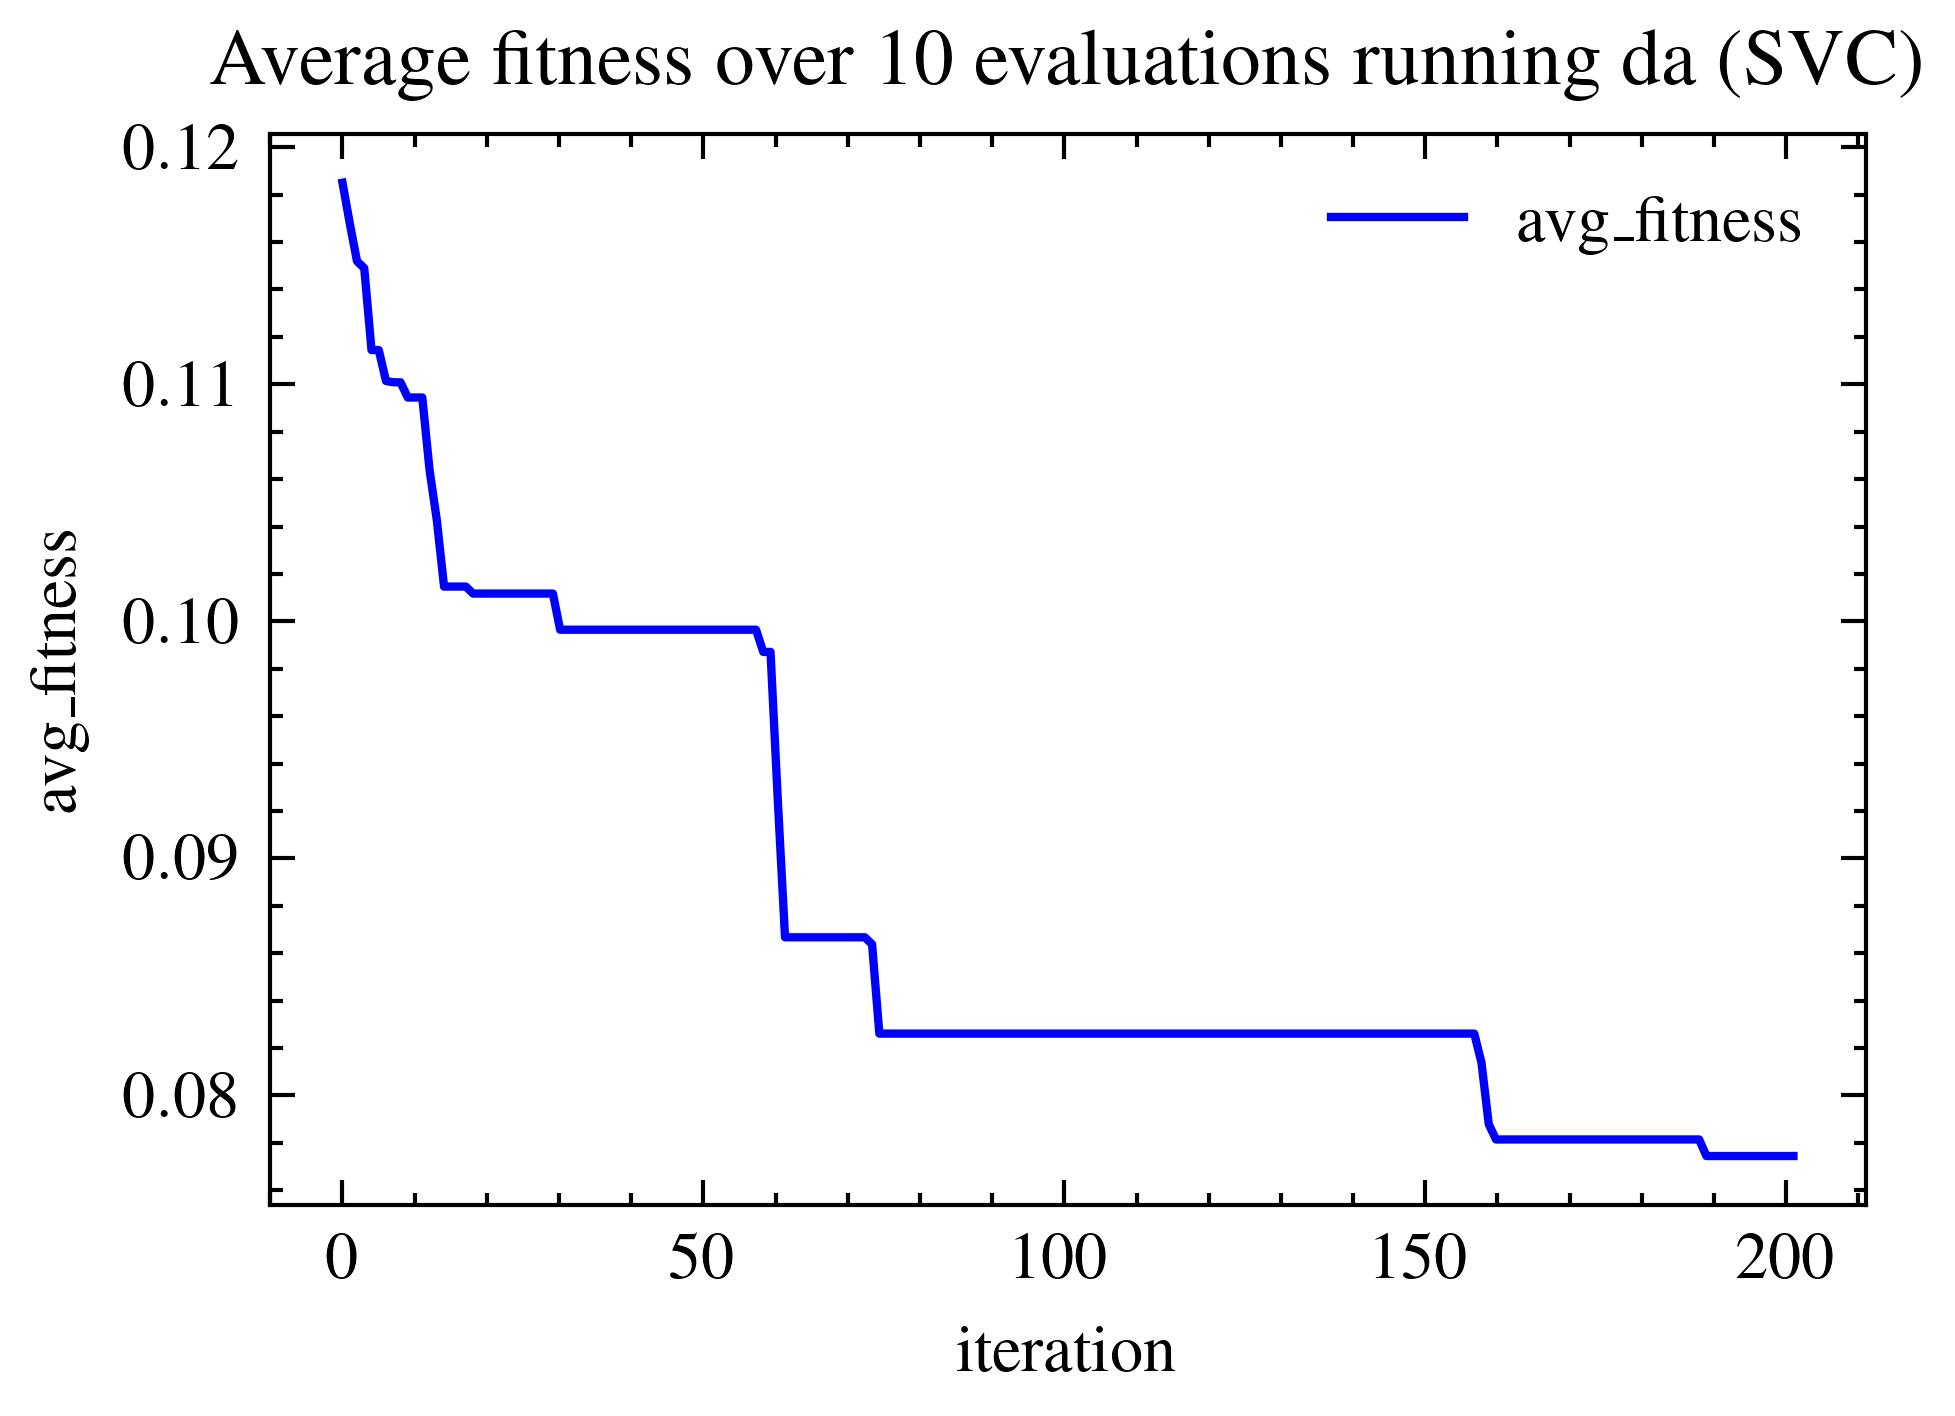 Average fitness over 10 evaluations running da (SVC)
0.12
0.11
0.10
0.09
0.08
avg_fitness
avg_fitness
0 50 100 150 200
iteration